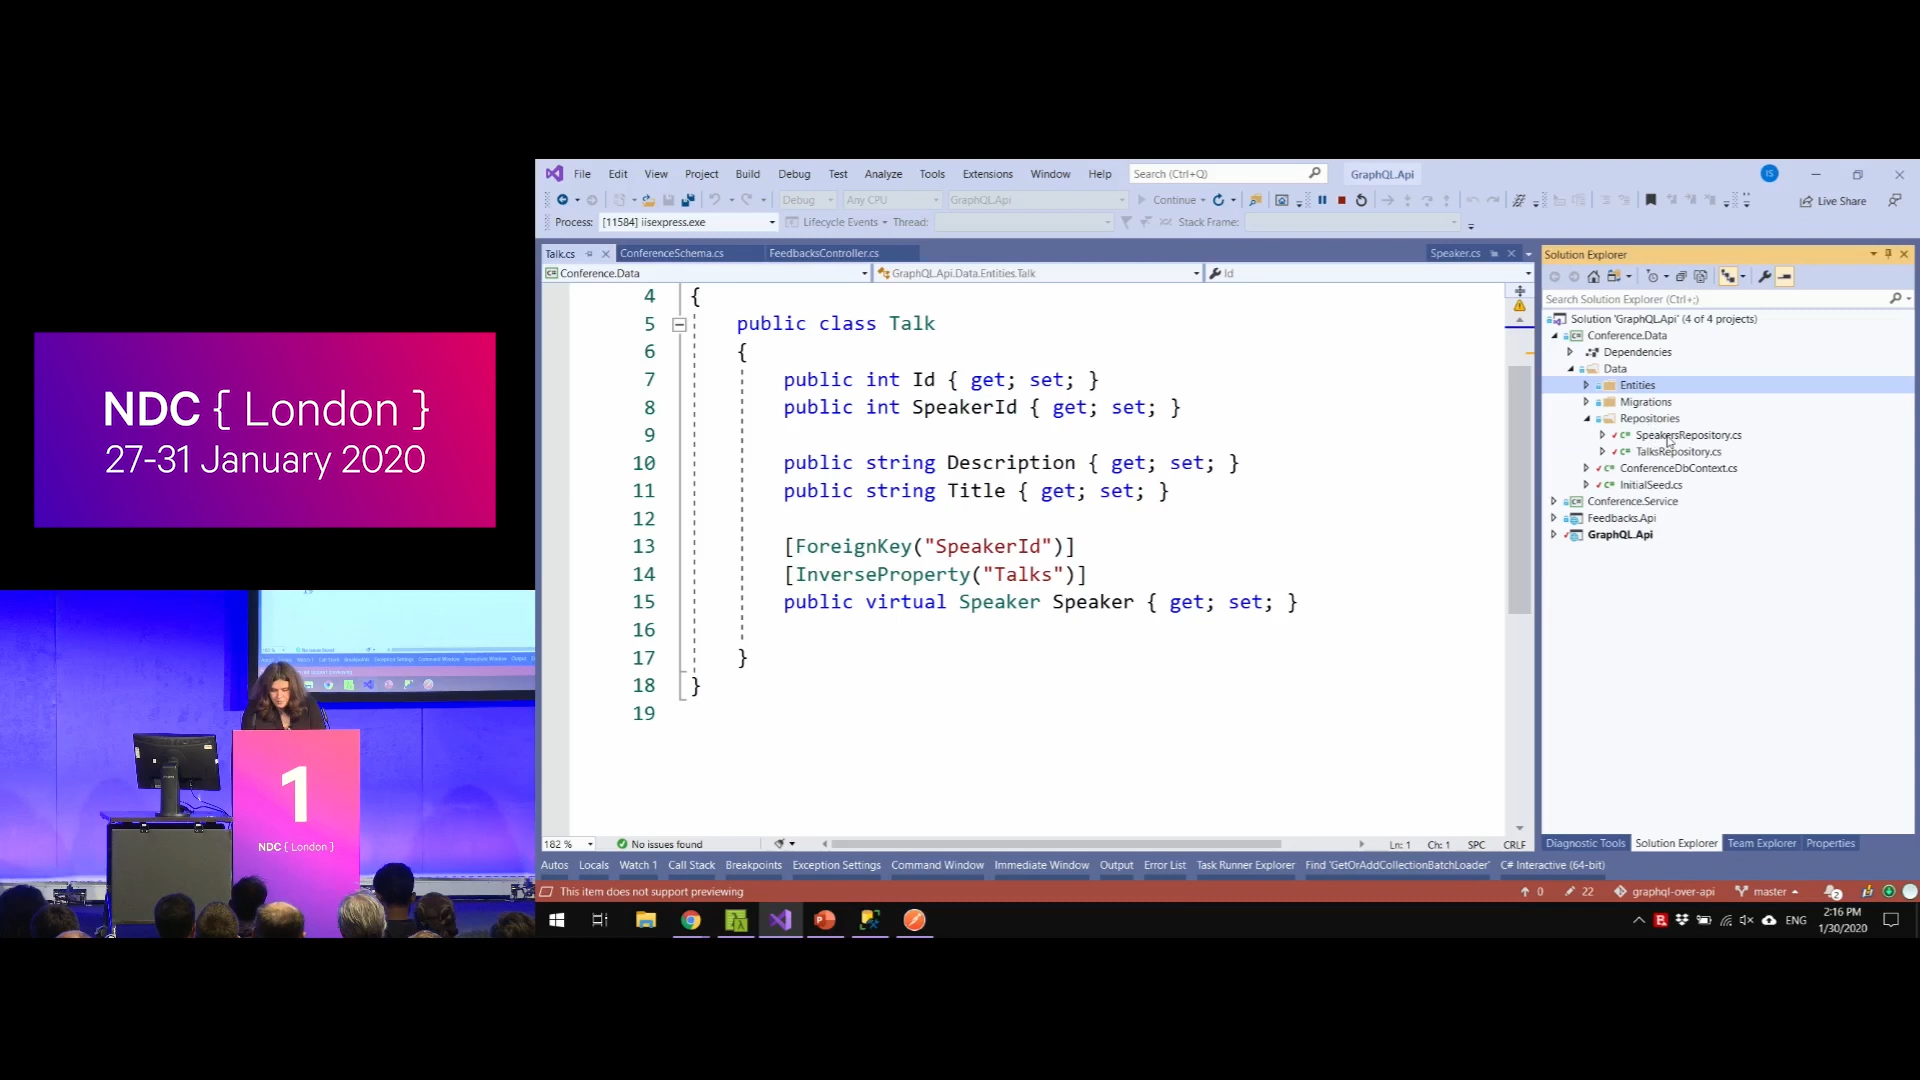 NDC { London }
27-31 January 2020
1
NDC { London }
File Edit View Project Build Debug Test Analyze Tools Extensions Window Help Search (Ctrl+Q) GraphQL.Api IS
Debug Any CPU GraphQL.Api Continue Live Share
Process: [11584] iisexpress.exe Lifecycle Events Thread: Stack Frame:
Talk.cs ConferenceSchema.cs FeedbacksController.cs Speaker.cs
Conference.Data GraphQL.Api.Data.Entities.Talk Id
4 {
5 public class Talk
6 {
7 public int Id { get; set; }
8 public int SpeakerId { get; set; }
9
10 public string Description { get; set; }
11 public string Title { get; set; }
12
13 [ForeignKey("SpeakerId")]
14 [InverseProperty("Talks")]
15 public virtual Speaker Speaker { get; set; }
16
17 }
18 }
19
182 % No issues found Ln: 1 Ch: 1 SPC CRLF
Solution Explorer
Search Solution Explorer (Ctrl+;)
Solution 'GraphQL.Api' (4 of 4 projects)
Conference.Data
Dependencies
Data
Entities
Migrations
Repositories
SpeakersRepository.cs
TalksRepository.cs
ConferenceDbContext.cs
InitialSeed.cs
Conference.Service
Feedbacks.Api
GraphQL.Api
Diagnostic Tools Solution Explorer Team Explorer Properties
Autos Locals Watch 1 Call Stack Breakpoints Exception Settings Command Window Immediate Window Output Error List Task Runner Explorer Find 'GetOrAddCollectionBatchLoader' C# Interactive (64-bit)
This item does not support previewing 0 22 graphql-over-api master 2
ENG 2:16 PM
1/30/2020